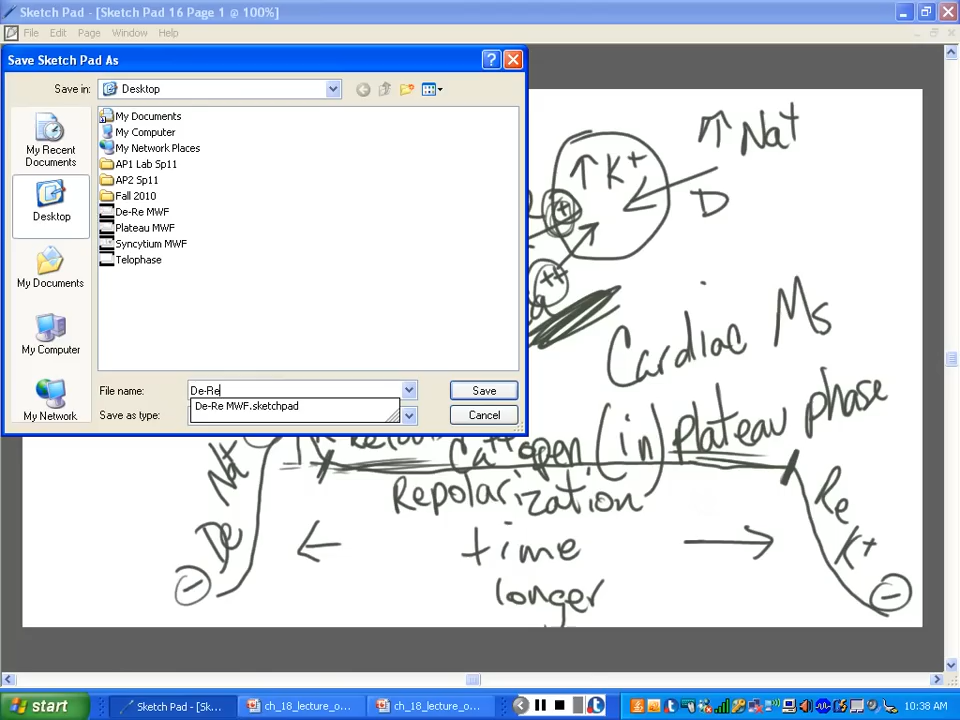 Sketch Pad - [Sketch Pad 16 Page 1 @ 100%]
File Edit Page Window Help
Save Sketch Pad As
Save in: Desktop
My Recent Documents
Desktop
My Documents
My Computer
My Network
My Documents
My Computer
My Network Places
AP1 Lab Sp11
AP2 Sp11
Fall 2010
De-Re MWF
Plateau MWF
Syncytium MWF
Telophase
File name: De-Re
Save
De-Re MWF.sketchpad
Save as type:
Cancel
↑ Na+
↑ K+
D
+
++
Cardiac Ms
Ca++ open (in) plateau phase
Repolarization
← time →
longer
Na+
De
-
Re
K+
-
start
Sketch Pad - [Sk...
ch_18_lecture_o...
ch_18_lecture_o...
10:38 AM